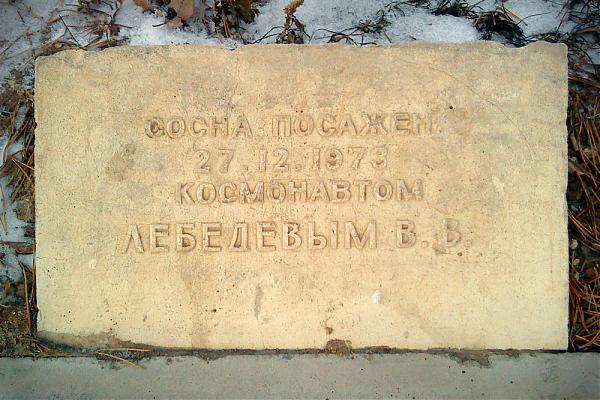 СОСНА ПОСАЖЕН
27.12.1973
КОСМОНАВТОМ
ЛЕБЕДЕВЫМ В. В.